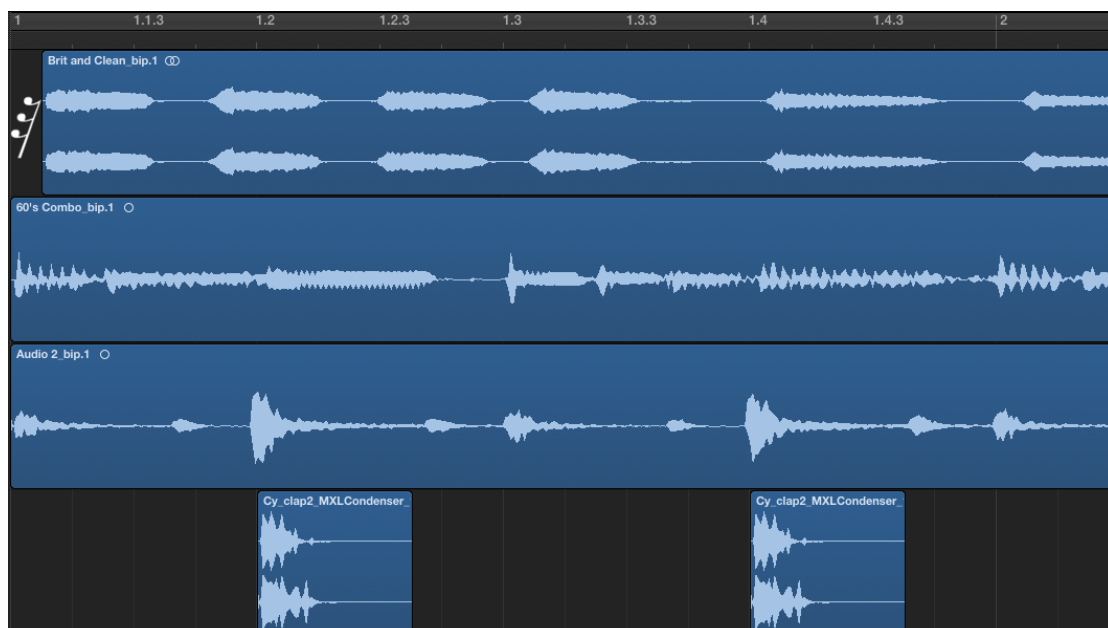 1 1.1.3 1.2 1.2.3 1.3 1.3.3 1.4 1.4.3 2
Brit and Clean_bip.1
60's Combo_bip.1
Audio 2_bip.1
Cy_clap2_MXLCondenser_ Cy_clap2_MXLCondenser_